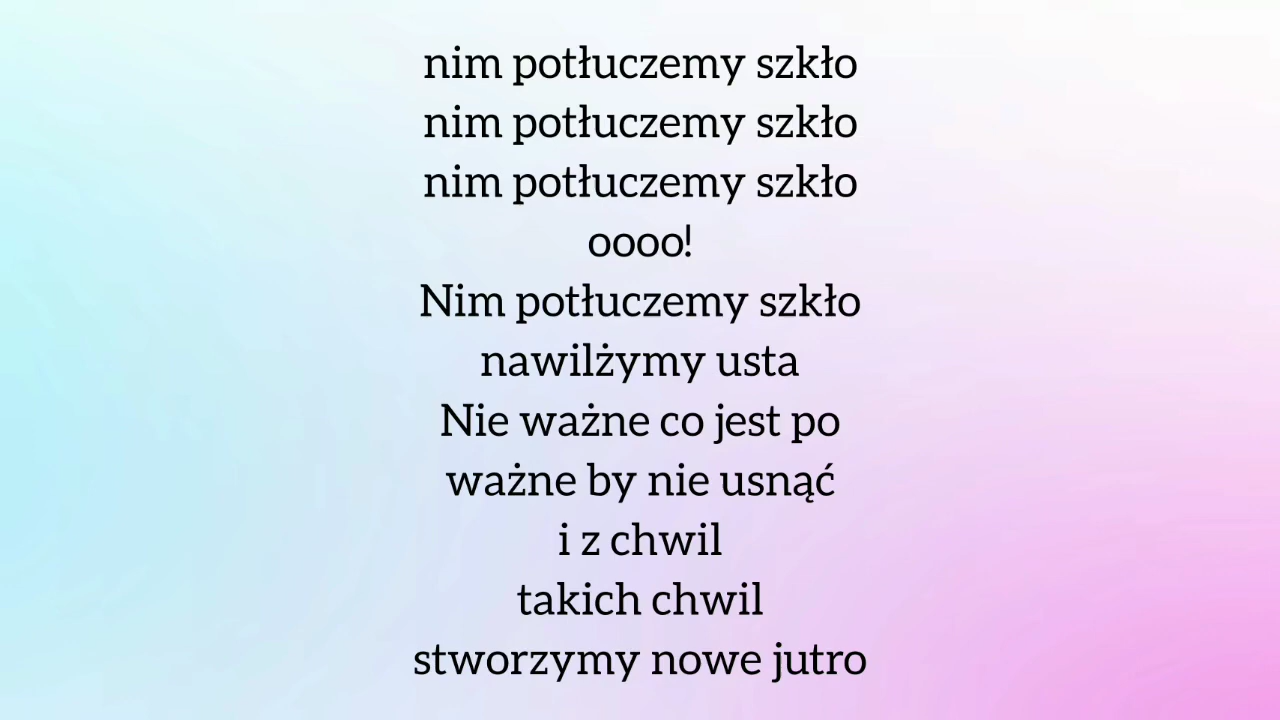 nim potłuczemy szkło
nim potłuczemy szkło
nim potłuczemy szkło
oooo!
Nim potłuczemy szkło
nawilżymy usta
Nie ważne co jest po
ważne by nie usnąć
i z chwil
takich chwil
stworzymy nowe jutro